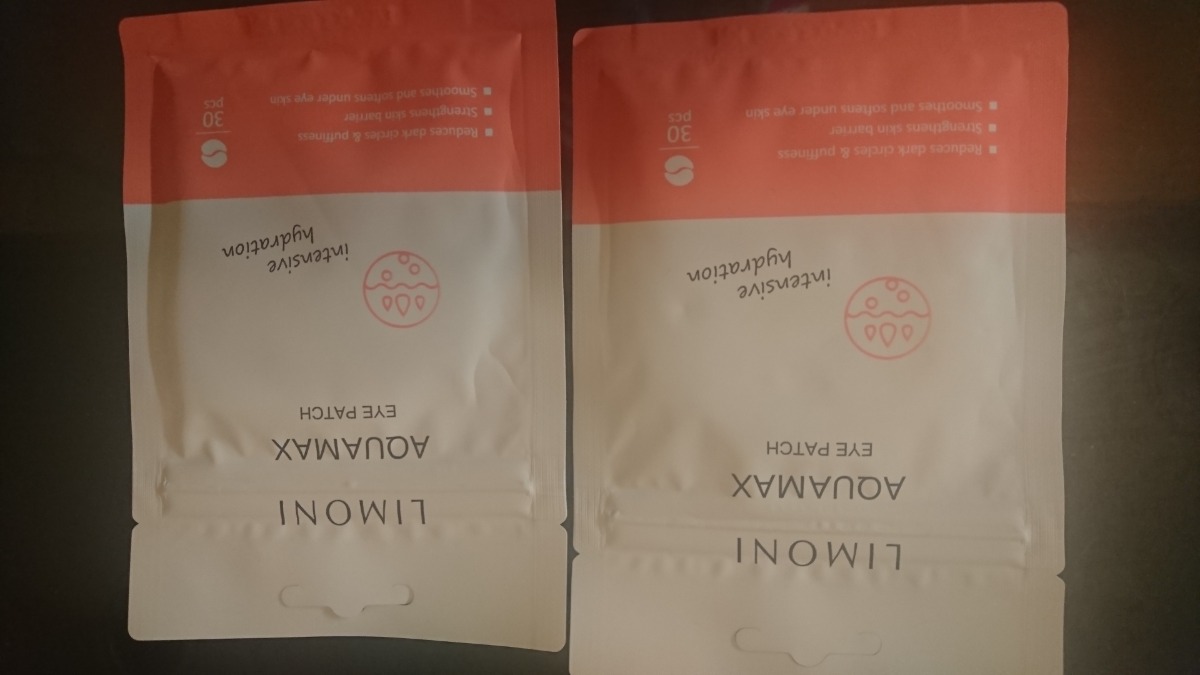 LIMONI
AQUAMAX
EYE PATCH
intensive
hydration
Reduces dark circles & puffiness
Strengthens skin barrier
Smoothes and softens under eye skin
30
pcs
LIMONI
AQUAMAX
EYE PATCH
intensive
hydration
Reduces dark circles & puffiness
Strengthens skin barrier
Smoothes and softens under eye skin
30
pcs